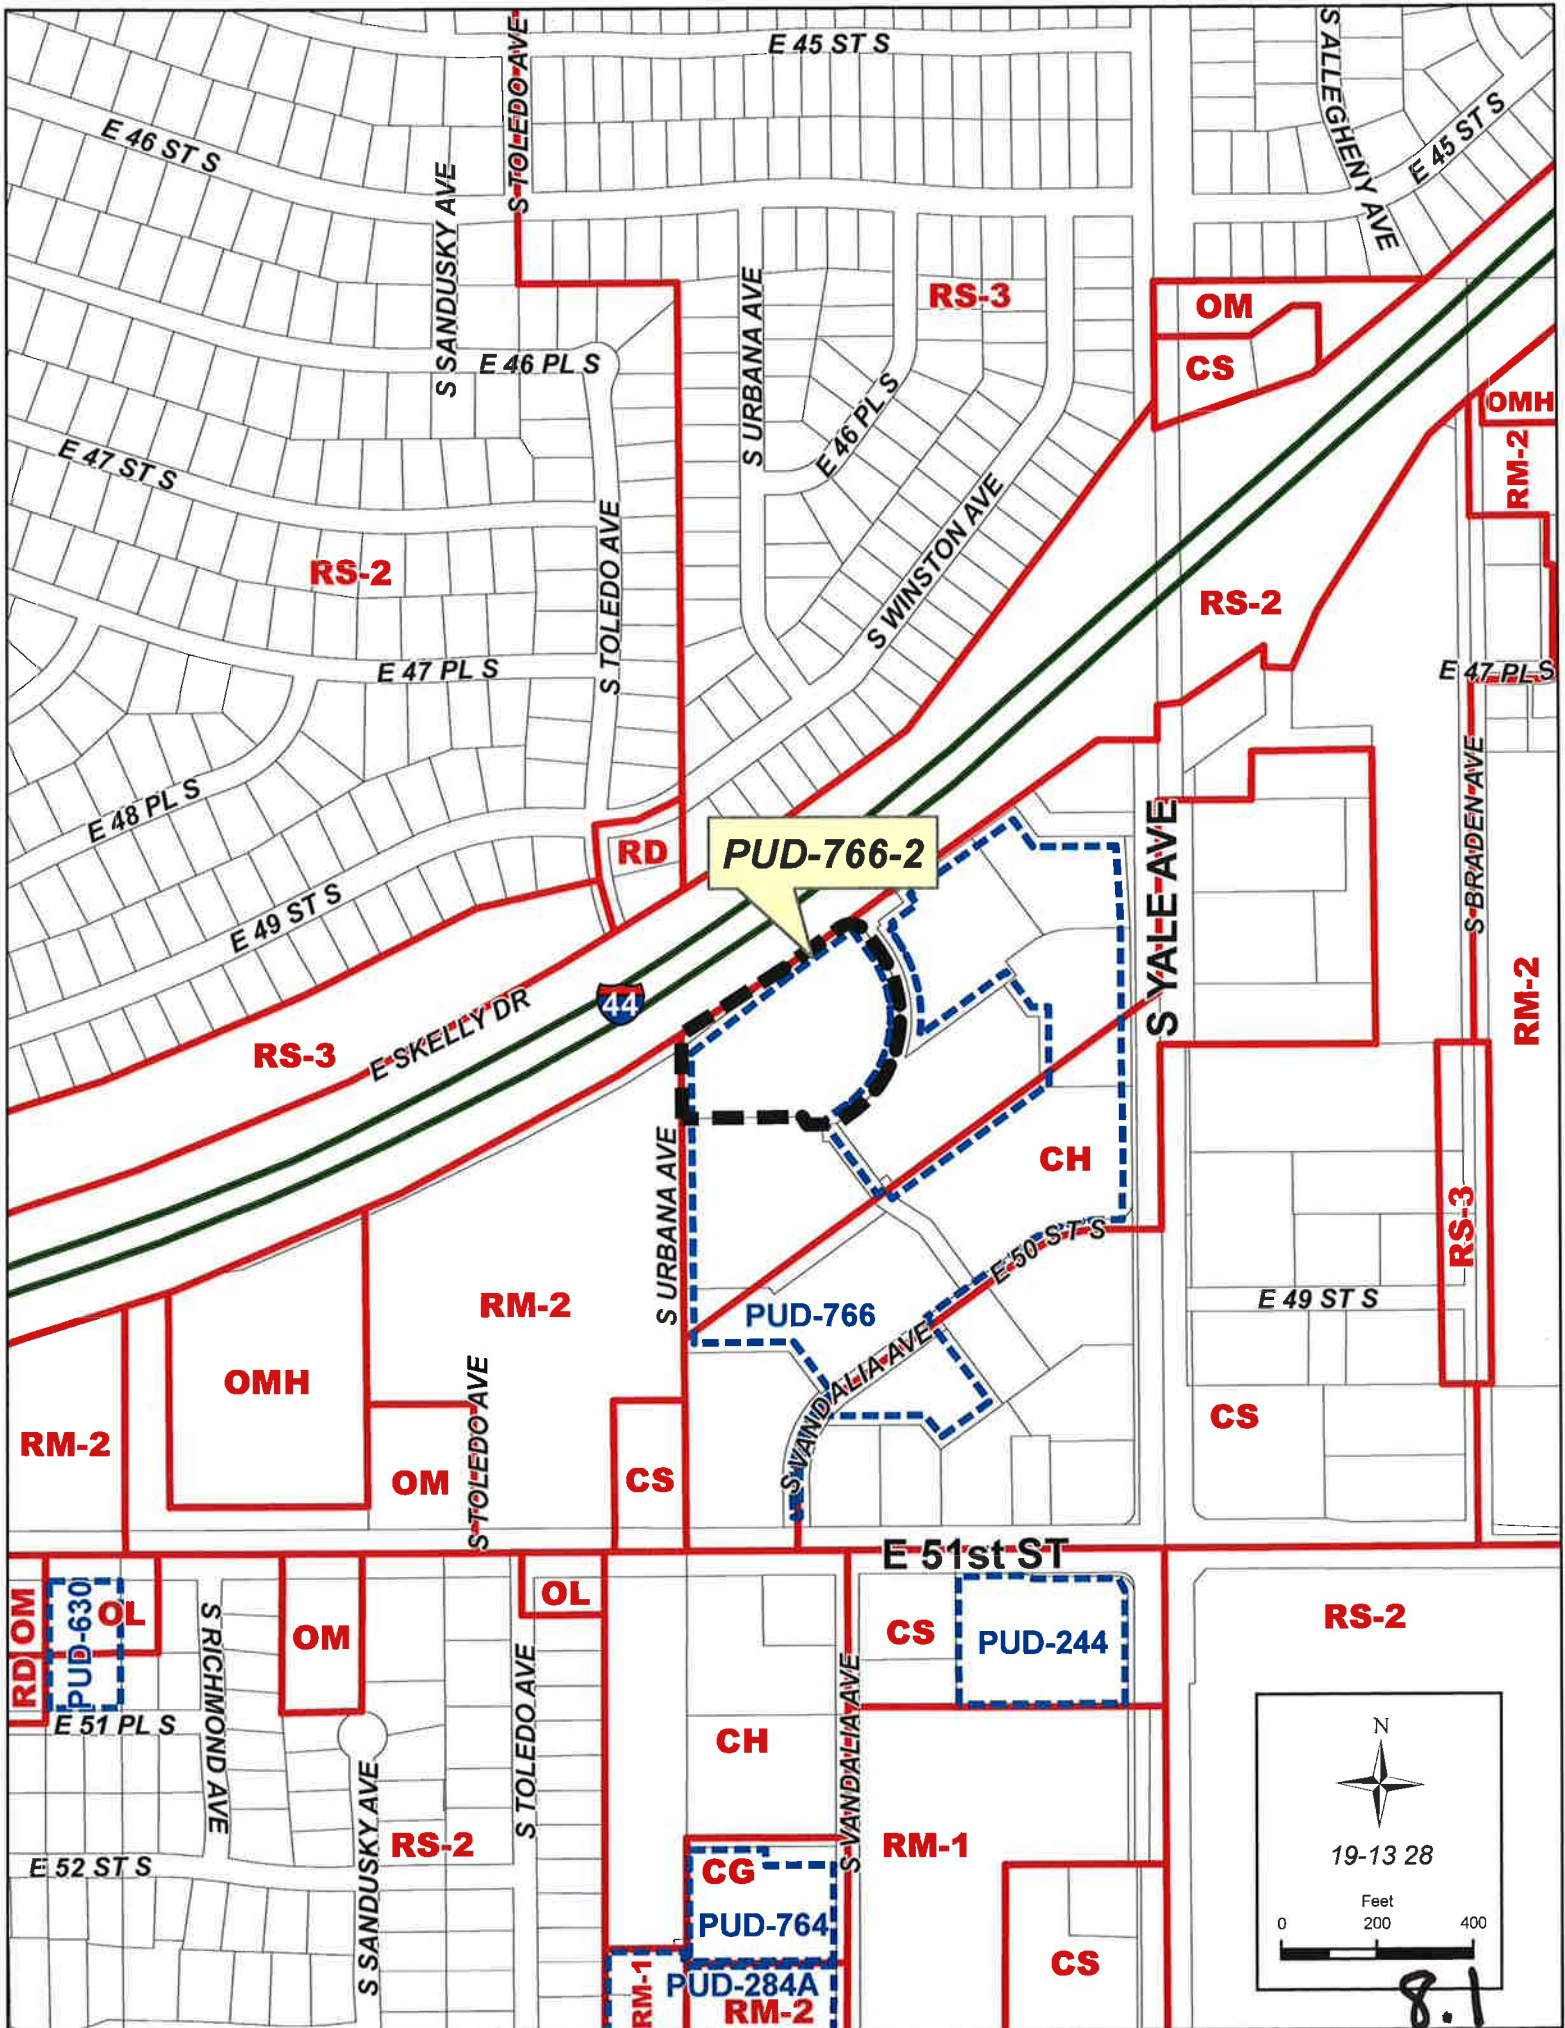 E 45 ST S
S TOLEDO AVE
S ALLEGHENY AVE
E 45 ST S
E 46 ST S
S SANDUSKY AVE
S URBANA AVE
RS-3
OM
CS
E 46 PL S
E 46 PL S
OMH
RM-2
E 47 ST S
S TOLEDO AVE
S WINSTON AVE
RS-2
RS-2
E 47 PL S
E 47 PL S
S BRADEN AVE
E 48 PL S
RD
PUD-766-2
S YALE AVE
E 49 ST S
44
E SKELLY DR
RS-3
RM-2
CH
S URBANA AVE
RS-3
E 50 ST S
RM-2
PUD-766
E 49 ST S
OMH
S VANDALIA AVE
S TOLEDO AVE
RM-2
OM
CS
CS
E 51st ST
OM
RD
PUD-630
OL
S RICHMOND AVE
OM
OL
CS
PUD-244
RS-2
RD
E 51 PL S
S TOLEDO AVE
S VANDALIA AVE
CH
S SANDUSKY AVE
RS-2
RM-1
E 52 ST S
CG
PUD-764
CS
RM-1
PUD-284A
RM-2
N
19-13 28
Feet
0 200 400
8.1